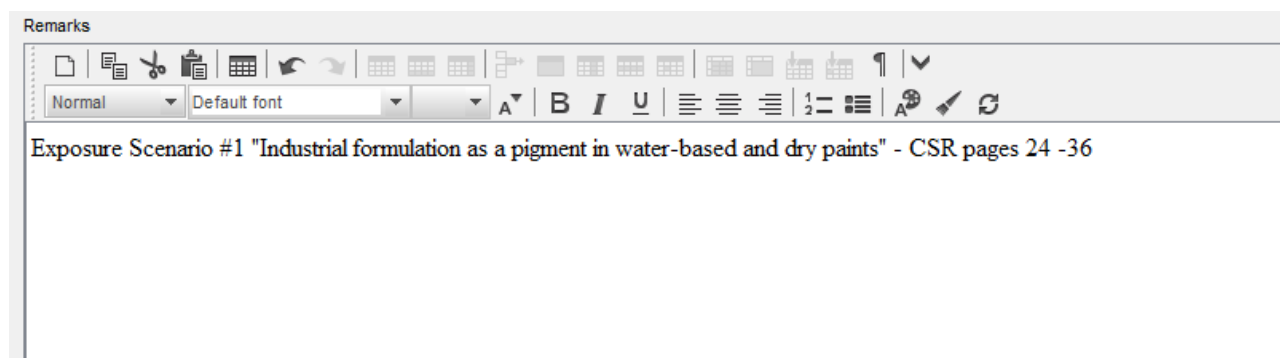 Remarks
Normal
Default font
Exposure Scenario #1 "Industrial formulation as a pigment in water-based and dry paints" - CSR pages 24 -36